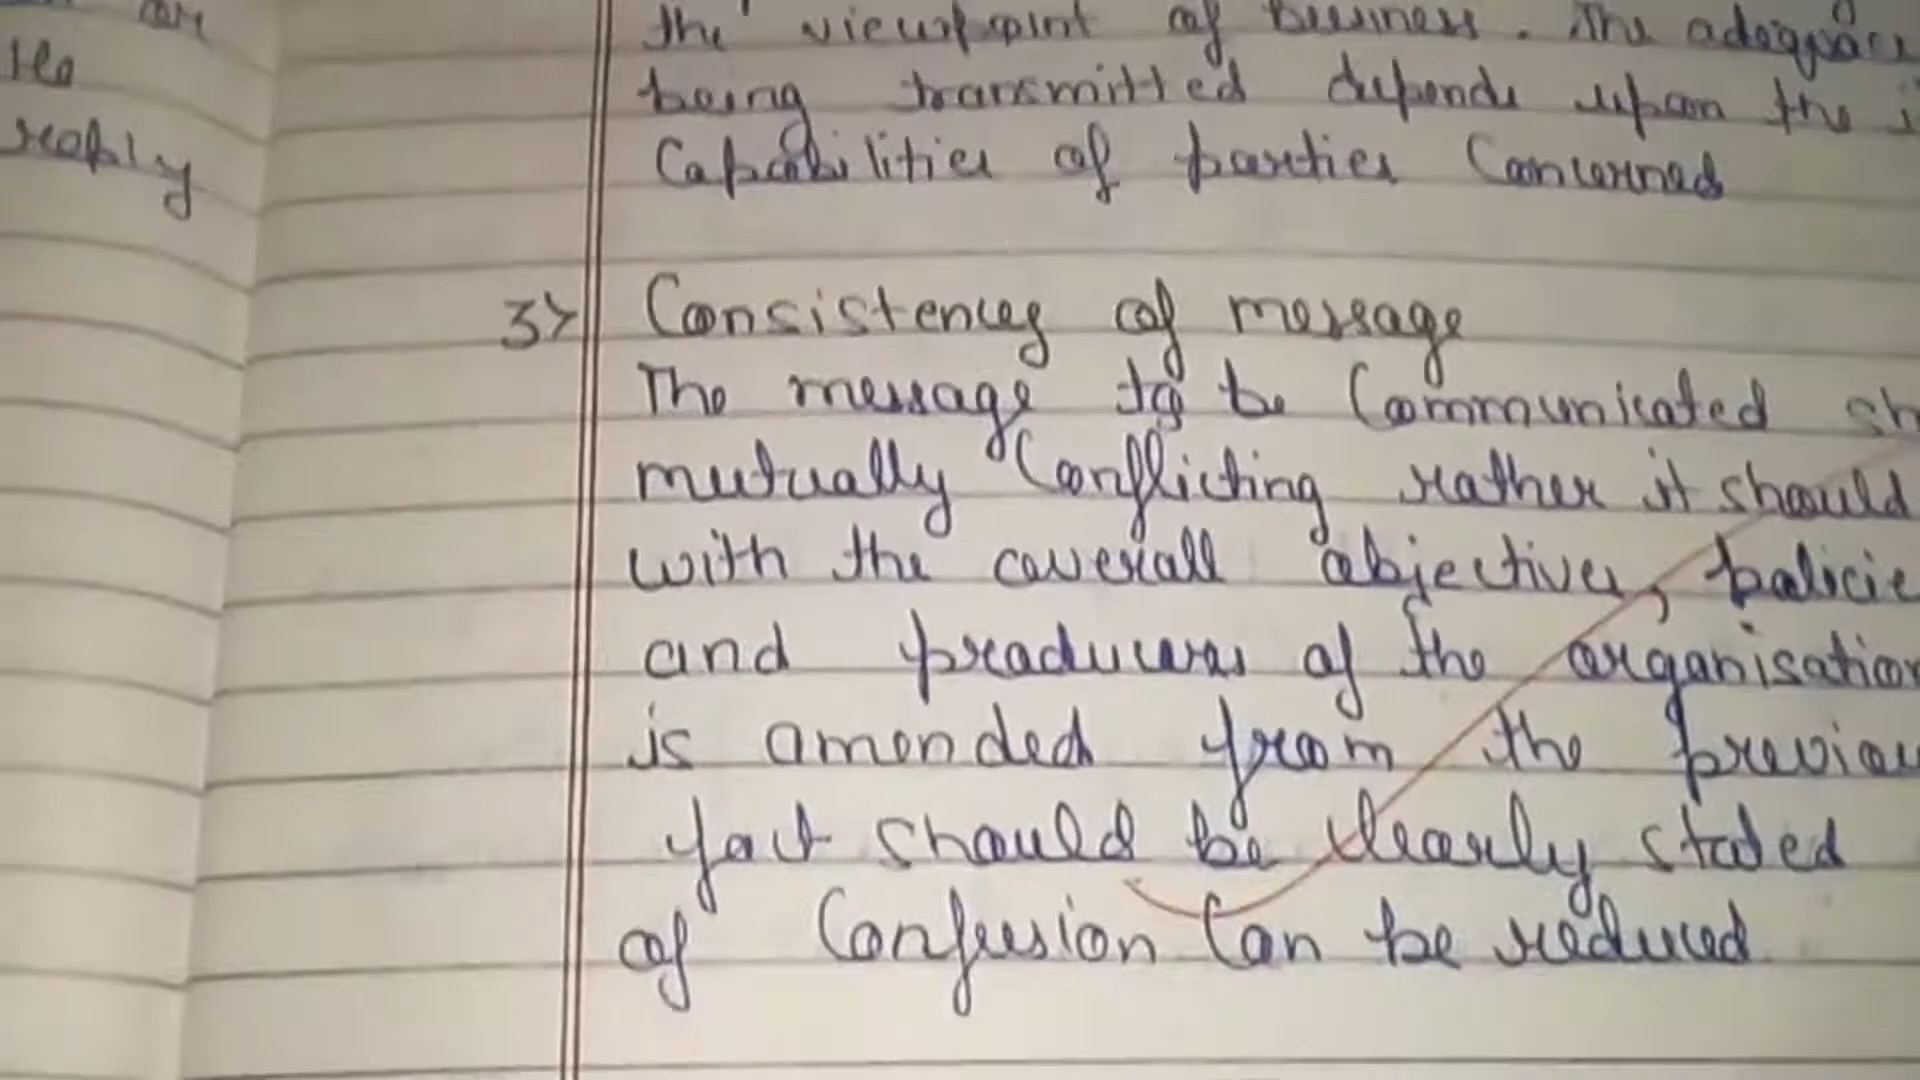 the viewpoint of business. The
being transmitted depends upon the
Capabilities of parties Concerned
3> Consistency of message
The message to be Communicated sh
mutually Conflicting rather it should
with the overall objectives, policie
and produceres of the organisation
is amended from the previou
fact should be clearly stated
of Confusion Can be reduced
reply